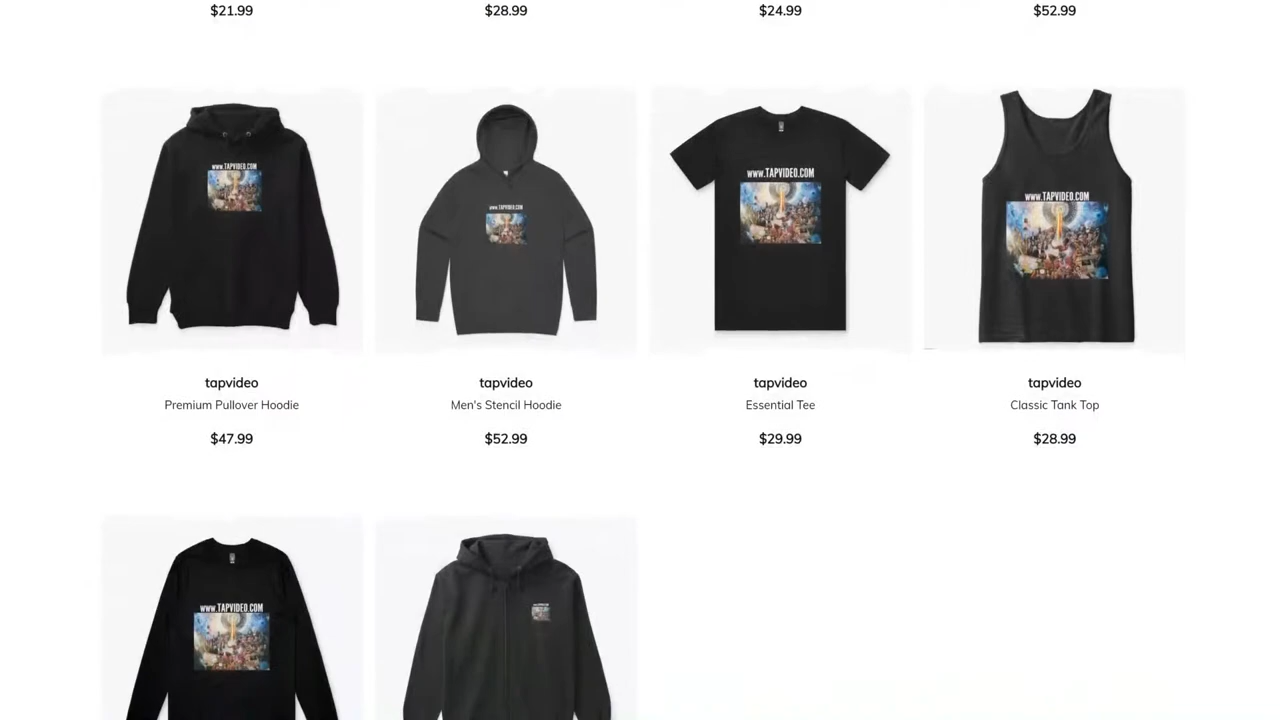 $21.99
$28.99
$24.99
$52.99
www.TAPVIDEO.COM
www.TAPVIDEO.COM
www.TAPVIDEO.COM
www.TAPVIDEO.COM
tapvideo
tapvideo
tapvideo
tapvideo
Premium Pullover Hoodie
Men's Stencil Hoodie
Essential Tee
Classic Tank Top
$47.99
$52.99
$29.99
$28.99
www.TAPVIDEO.COM